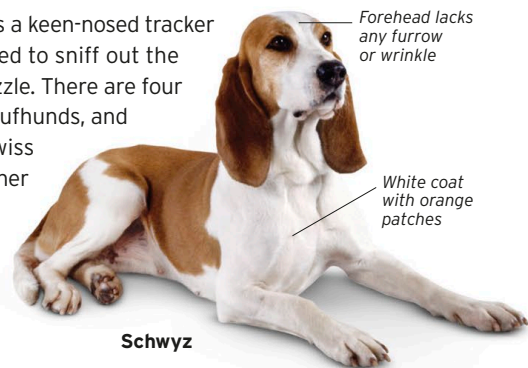 s a keen-nosed tracker
ed to sniff out the
zzle. There are four
ufhunds, and
wiss
ner
Forehead lacks
any furrow
or wrinkle
White coat
with orange
patches
Schwyz